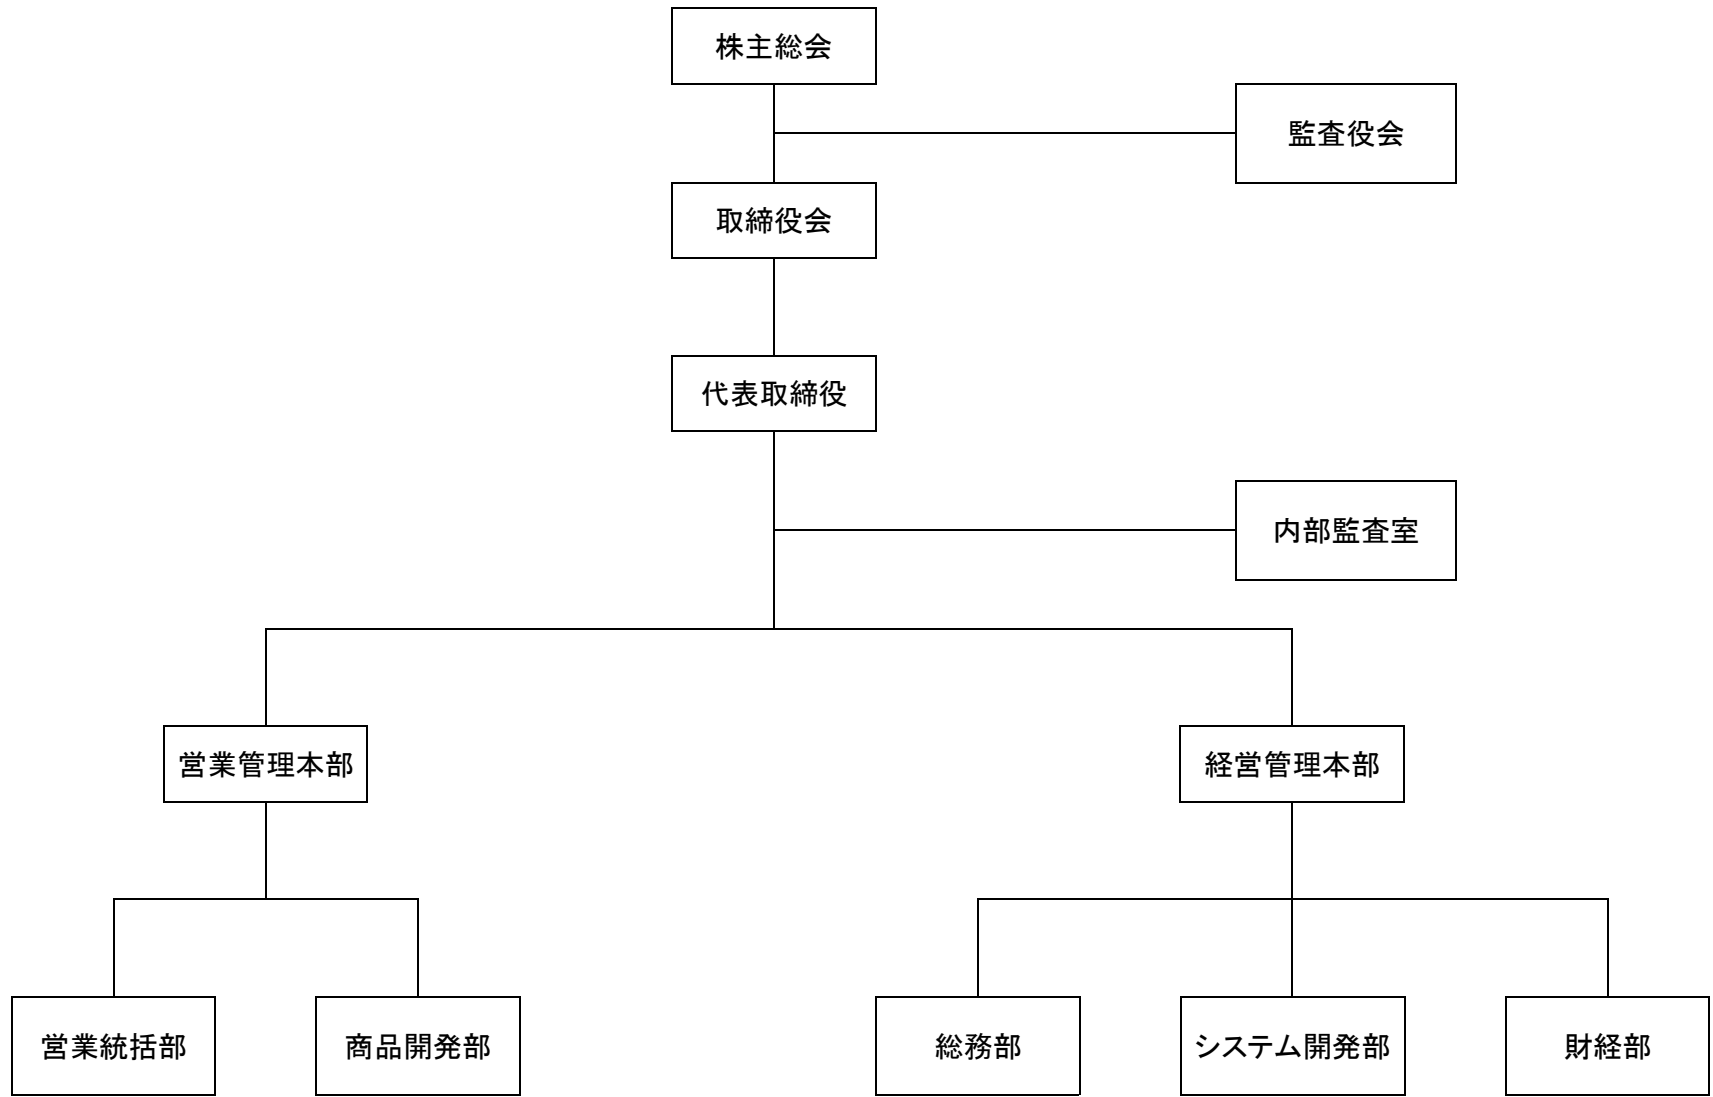 株主総会
監査役会
取締役会
代表取締役
内部監査室
営業管理本部
経営管理本部
営業統括部
商品開発部
総務部
システム開発部
財経部